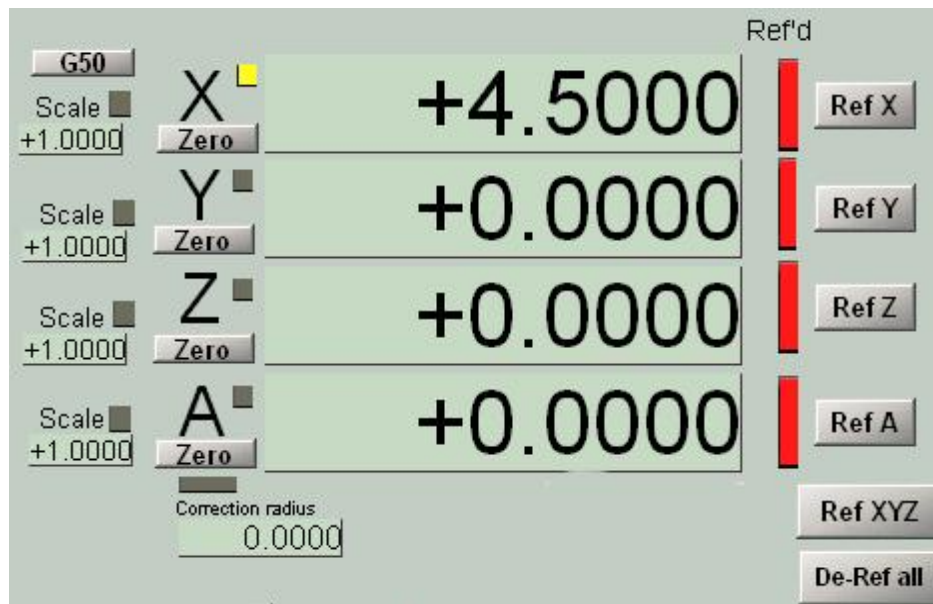 Ref'd
G50
X +4.5000 Ref X
Scale
+1.0000 Zero
Y +0.0000 Ref Y
Scale
+1.0000 Zero
Z +0.0000 Ref Z
Scale
+1.0000 Zero
A +0.0000 Ref A
Scale
+1.0000 Zero
Correction radius
0.0000
Ref XYZ
De-Ref all